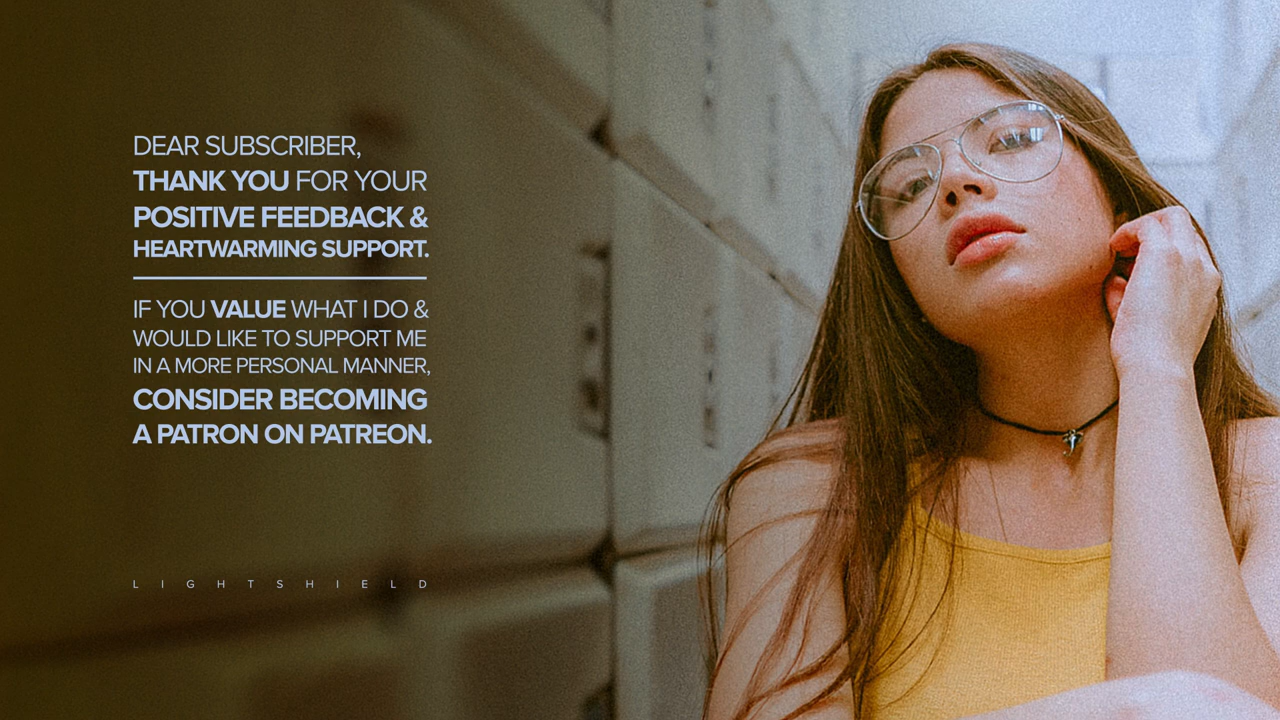 DEAR SUBSCRIBER,
THANK YOU FOR YOUR
POSITIVE FEEDBACK &
HEARTWARMING SUPPORT.
IF YOU VALUE WHAT I DO &
WOULD LIKE TO SUPPORT ME
IN A MORE PERSONAL MANNER,
CONSIDER BECOMING
A PATRON ON PATREON.
LIGHTSHIELD